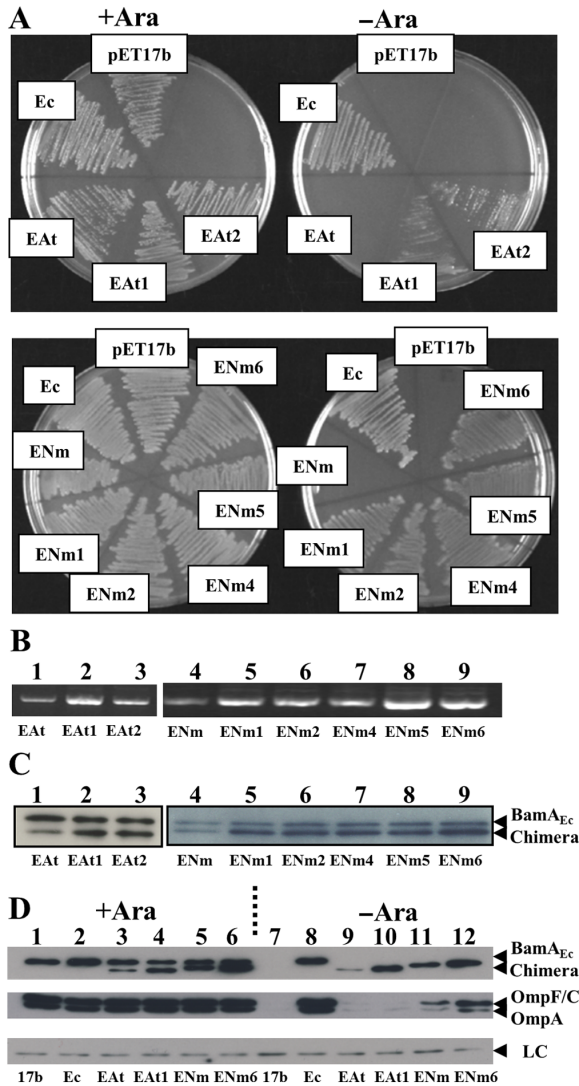 A
+Ara
−Ara
pET17b
pET17b
Ec
Ec
EAt
EAt2
EAt1
EAt
EAt2
EAt1
pET17b
pET17b
Ec
ENm6
Ec
ENm6
ENm
ENm
ENm5
ENm5
ENm1
ENm1
ENm2
ENm4
ENm2
ENm4
B
1 2 3 4 5 6 7 8 9
EAt EAt1 EAt2 ENm ENm1 ENm2 ENm4 ENm5 ENm6
C
1 2 3 4 5 6 7 8 9
BamAEc
Chimera
EAt EAt1 EAt2 ENm ENm1 ENm2 ENm4 ENm5 ENm6
D
+Ara −Ara
1 2 3 4 5 6 7 8 9 10 11 12
BamAEc
Chimera
OmpF/C
OmpA
LC
17b Ec EAt EAt1 ENm ENm6 17b Ec EAt EAt1 ENm ENm6